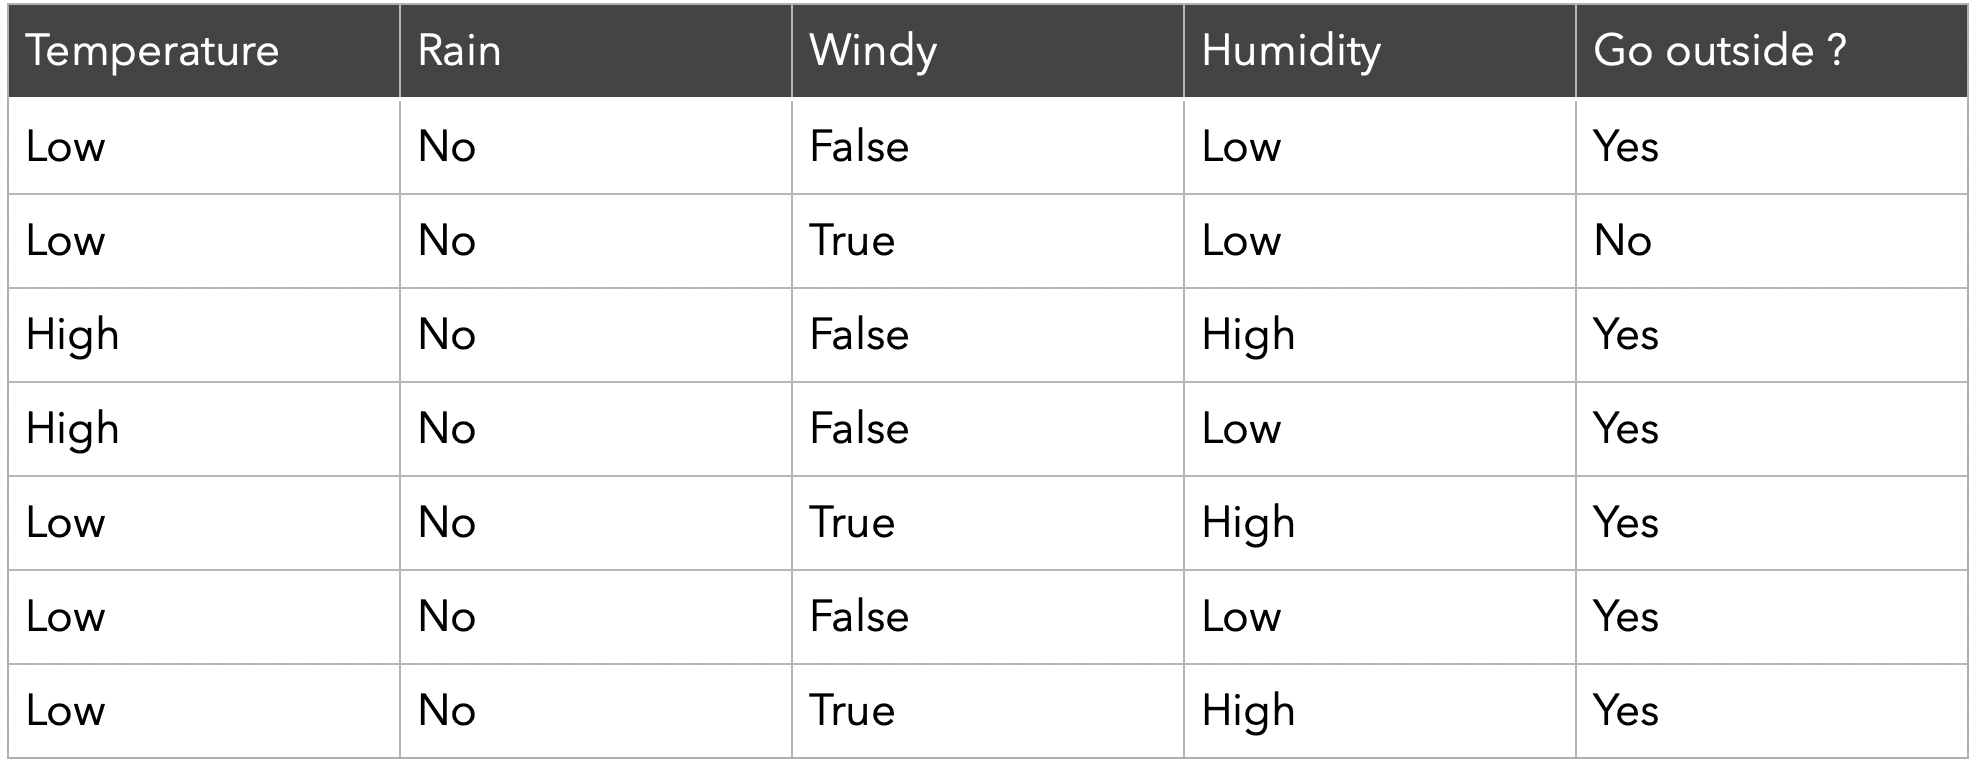 Temperature Rain Windy Humidity Go outside ?
Low No False Low Yes
Low No True Low No
High No False High Yes
High No False Low Yes
Low No True High Yes
Low No False Low Yes
Low No True High Yes